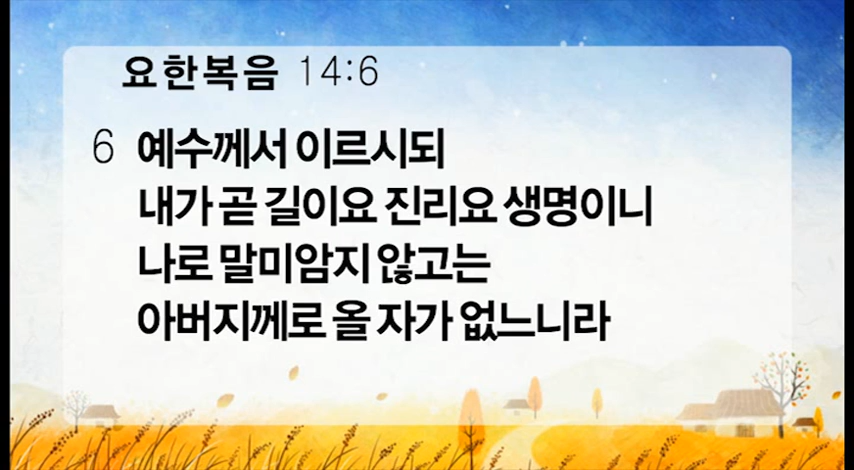 요한복음 14:6
6 예수께서 이르시되
내가 곧 길이요 진리요 생명이니
나로 말미암지 않고는
아버지께로 올 자가 없느니라